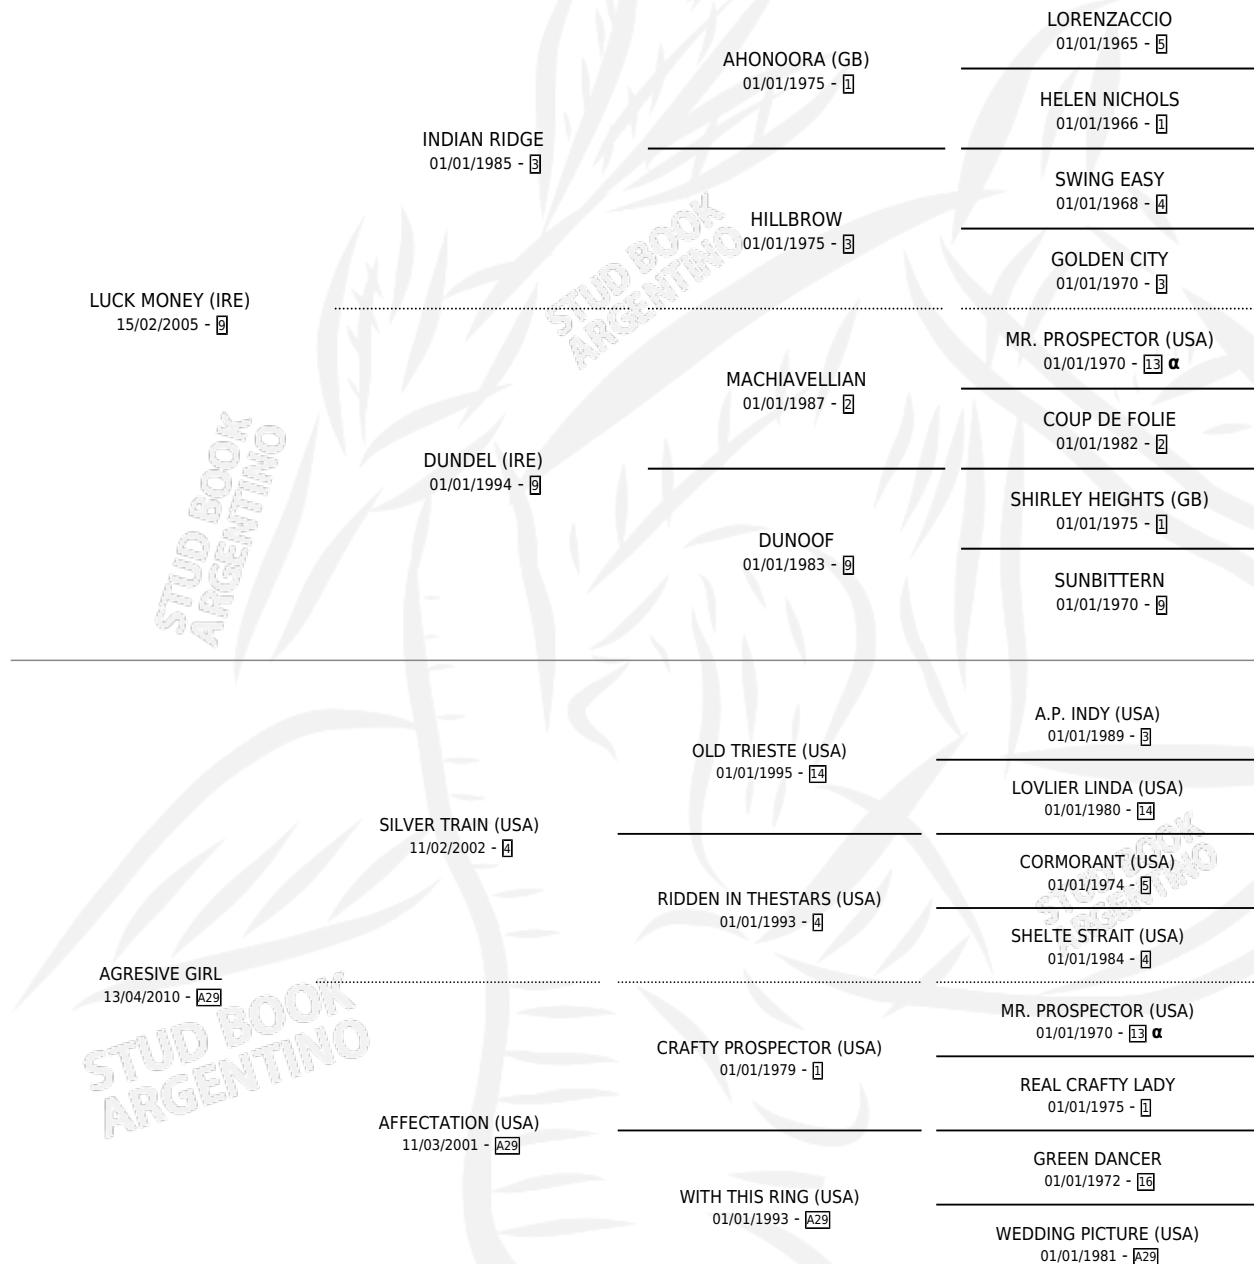 LORENZACCIO
01/01/1965 - 5
AHONOORA (GB)
01/01/1975 - 1
HELEN NICHOLS
01/01/1966 - 1
INDIAN RIDGE
01/01/1985 - 3
SWING EASY
01/01/1968 - 4
HILLBROW
01/01/1975 - 3
GOLDEN CITY
01/01/1970 - 3
LUCK MONEY (IRE)
15/02/2005 - 9
MR. PROSPECTOR (USA)
01/01/1970 - 13 α
MACHIAVELLIAN
01/01/1987 - 2
COUP DE FOLIE
01/01/1982 - 2
DUNDEL (IRE)
01/01/1994 - 9
SHIRLEY HEIGHTS (GB)
01/01/1975 - 1
DUNOOF
01/01/1983 - 9
SUNBITTERN
01/01/1970 - 9
A.P. INDY (USA)
01/01/1989 - 3
OLD TRIESTE (USA)
01/01/1995 - 14
LOVLIER LINDA (USA)
01/01/1980 - 14
SILVER TRAIN (USA)
11/02/2002 - 4
CORMORANT (USA)
01/01/1974 - 5
RIDDEN IN THESTARS (USA)
01/01/1993 - 4
SHELTE STRAIT (USA)
01/01/1984 - 4
AGRESIVE GIRL
13/04/2010 - A29
MR. PROSPECTOR (USA)
01/01/1970 - 13 α
CRAFTY PROSPECTOR (USA)
01/01/1979 - 1
REAL CRAFTY LADY
01/01/1975 - 1
AFFECTATION (USA)
11/03/2001 - A29
GREEN DANCER
01/01/1972 - 16
WITH THIS RING (USA)
01/01/1993 - A29
WEDDING PICTURE (USA)
01/01/1981 - A29
STUD BOOK
ARGENTINO
STUD BOOK
ARGENTINO
STUD BOOK
ARGENTINO
STUD BOOK
ARGENTINO